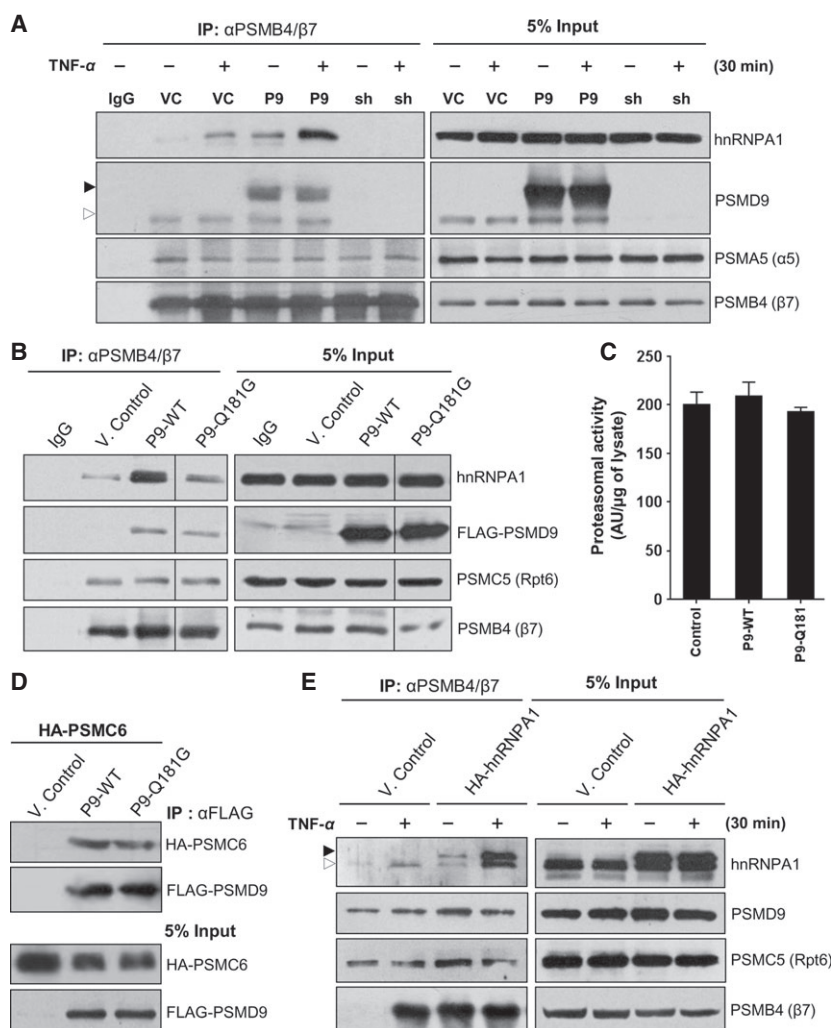 A
IP: αPSMB4/β7
5% Input
TNF-α – – + – + – + – + – + – + (30 min)
IgG VC VC P9 P9 sh sh VC VC P9 P9 sh sh
hnRNPA1
PSMD9
PSMA5 (α5)
PSMB4 (β7)
B
IP: αPSMB4/β7
5% Input
IgG V. Control P9-WT P9-Q181G IgG V. Control P9-WT P9-Q181G
hnRNPA1
FLAG-PSMD9
PSMC5 (Rpt6)
PSMB4 (β7)
C
Proteasomal activity
(AU/µg of lysate)
250
200
150
100
50
0
Control P9-WT P9-Q181
D
HA-PSMC6
V. Control P9-WT P9-Q181G
IP : αFLAG
HA-PSMC6
FLAG-PSMD9
5% Input
HA-PSMC6
FLAG-PSMD9
E
IP: αPSMB4/β7
5% Input
V. Control HA-hnRNPA1 V. Control HA-hnRNPA1
TNF-α – + – + – + – + (30 min)
hnRNPA1
PSMD9
PSMC5 (Rpt6)
PSMB4 (β7)